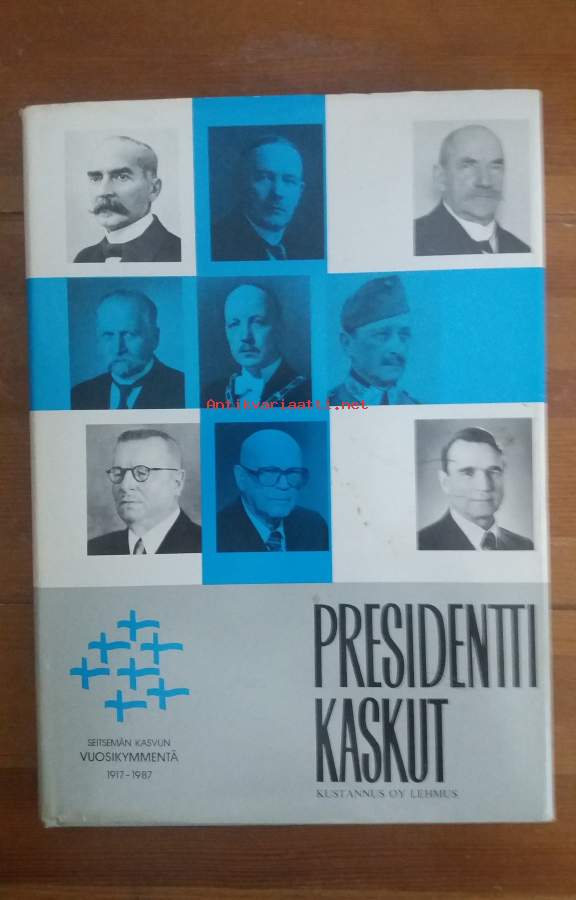 Antikvariaatti.net
SEITSEMÄN KASVUN
VUOSIKYMMENTÄ
1917-1987
PRESIDENTTI
KASKUT
KUSTANNUS OY LEHMUS